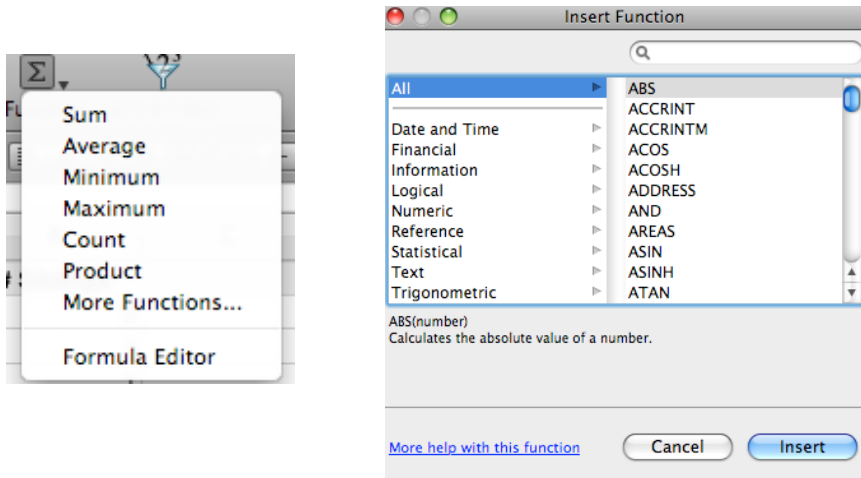 Σ
Fu
Sum
Average
Minimum
Maximum
Count
Product
More Functions...
Formula Editor
Insert Function
All
Date and Time
Financial
Information
Logical
Numeric
Reference
Statistical
Text
Trigonometric
ABS
ACCRINT
ACCRINTM
ACOS
ACOSH
ADDRESS
AND
AREAS
ASIN
ASINH
ATAN
ABS(number)
Calculates the absolute value of a number.
More help with this function
Cancel
Insert